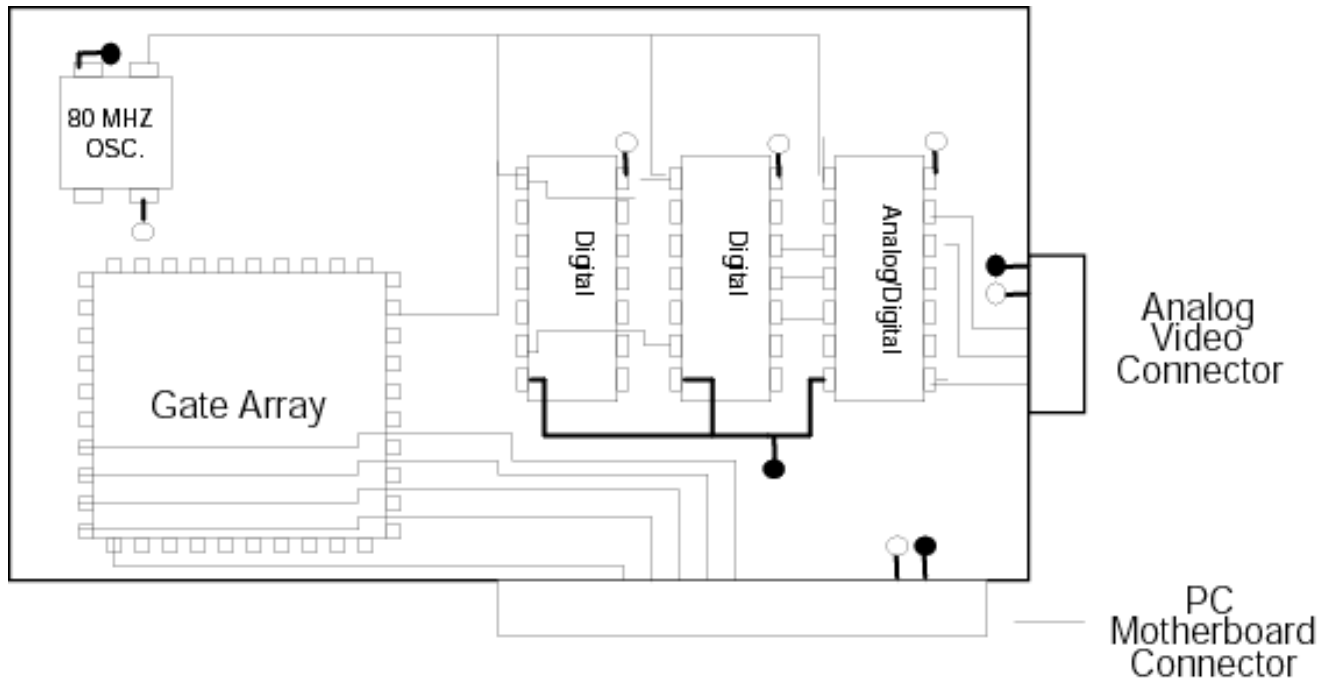 80 MHZ
OSC.
Digital
Digital
Analog/Digital
Gate Array
Analog
Video
Connector
PC
Motherboard
Connector